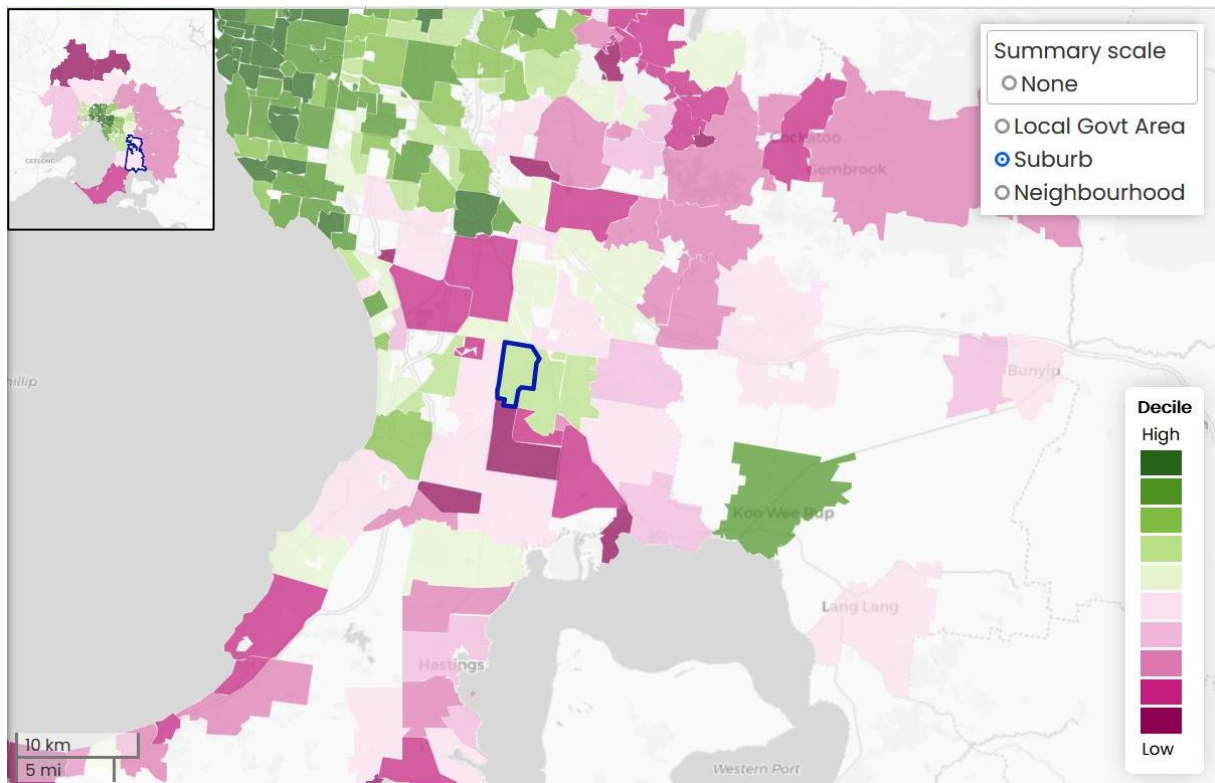 GEELONG
Summary scale
None
Local Govt Area
Suburb
Neighbourhood
Cockatoo
Gembrook
hillip
Bunyip
Koo Wee Rup
Lang Lang
Hastings
Western Port
Decile
High
Low
10 km
5 mi